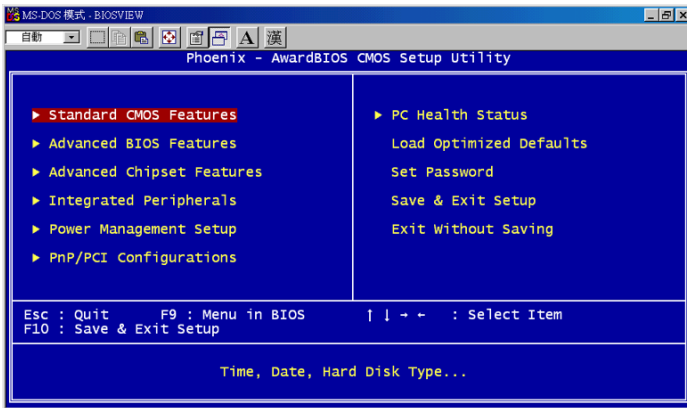 MS-DOS 模式 - BIOSVIEW
自動
A 漢
Phoenix - AwardBIOS CMOS Setup Utility
▶ Standard CMOS Features
▶ Advanced BIOS Features
▶ Advanced Chipset Features
▶ Integrated Peripherals
▶ Power Management Setup
▶ PnP/PCI Configurations
▶ PC Health Status
Load Optimized Defaults
Set Password
Save & Exit Setup
Exit Without Saving
Esc : Quit F9 : Menu in BIOS ↑ ↓ → ← : Select Item
F10 : Save & Exit Setup
Time, Date, Hard Disk Type...